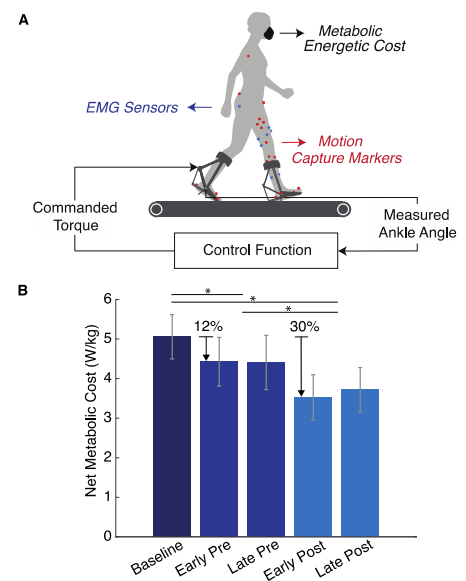 A
Metabolic
Energetic Cost
EMG Sensors
Motion
Capture Markers
Commanded
Torque
Measured
Ankle Angle
Control Function
B
Net Metabolic Cost (W/kg)
6
5
4
3
2
1
0
*
*
*
12%
30%
Baseline
Early Pre
Late Pre
Early Post
Late Post